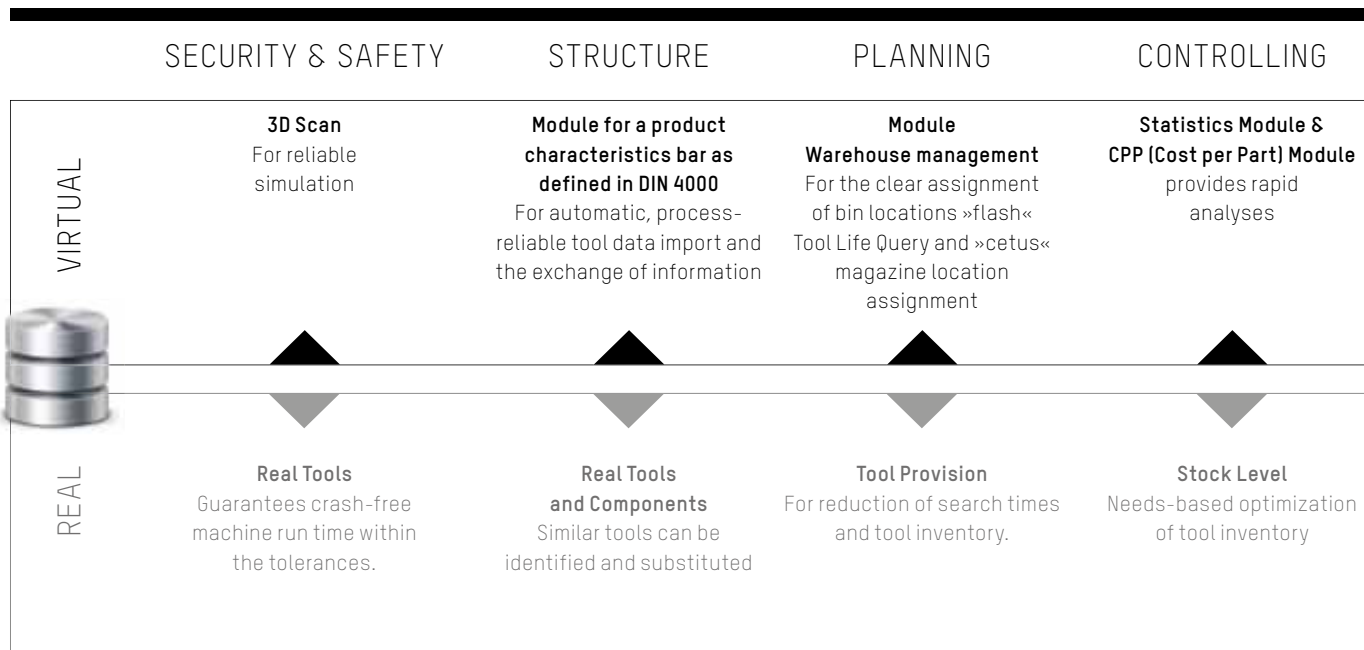 SECURITY & SAFETY
STRUCTURE
PLANNING
CONTROLLING
VIRTUAL
3D Scan
For reliable
simulation
Module for a product
characteristics bar as
defined in DIN 4000
For automatic, process-
reliable tool data import and
the exchange of information
Module
Warehouse management
For the clear assignment
of bin locations »flash«
Tool Life Query and »cetus«
magazine location
assignment
Statistics Module &
CPP (Cost per Part) Module
provides rapid
analyses
REAL
Real Tools
Guarantees crash-free
machine run time within
the tolerances.
Real Tools
and Components
Similar tools can be
identified and substituted
Tool Provision
For reduction of search times
and tool inventory.
Stock Level
Needs-based optimization
of tool inventory